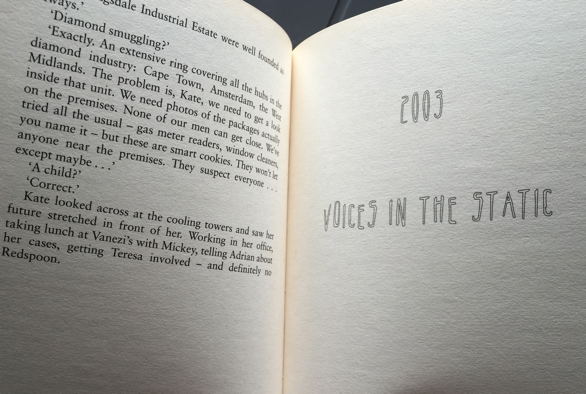 gsdale Industrial Estate were well founded
ways.’
‘Diamond smuggling?’
‘Exactly. An extensive ring covering all the hubs in the
diamond industry: Cape Town, Amsterdam, the West
Midlands. The problem is, Kate, we need to get a look
inside that unit. We need photos of the packages actually
on the premises. None of our men can get close. We’ve
tried all the usual – gas meter readers, window cleaners,
you name it – but these are smart cookies. They won’t let
anyone near the premises. They suspect everyone . . .
except maybe . . .’
‘A child?’
‘Correct.’
Kate looked across at the cooling towers and saw her
future stretched in front of her. Working in her office,
taking lunch at Vanezi’s with Mickey, telling Adrian about
her cases, getting Teresa involved – and definitely no
Redspoon.
2003
VOICES IN THE STATIC